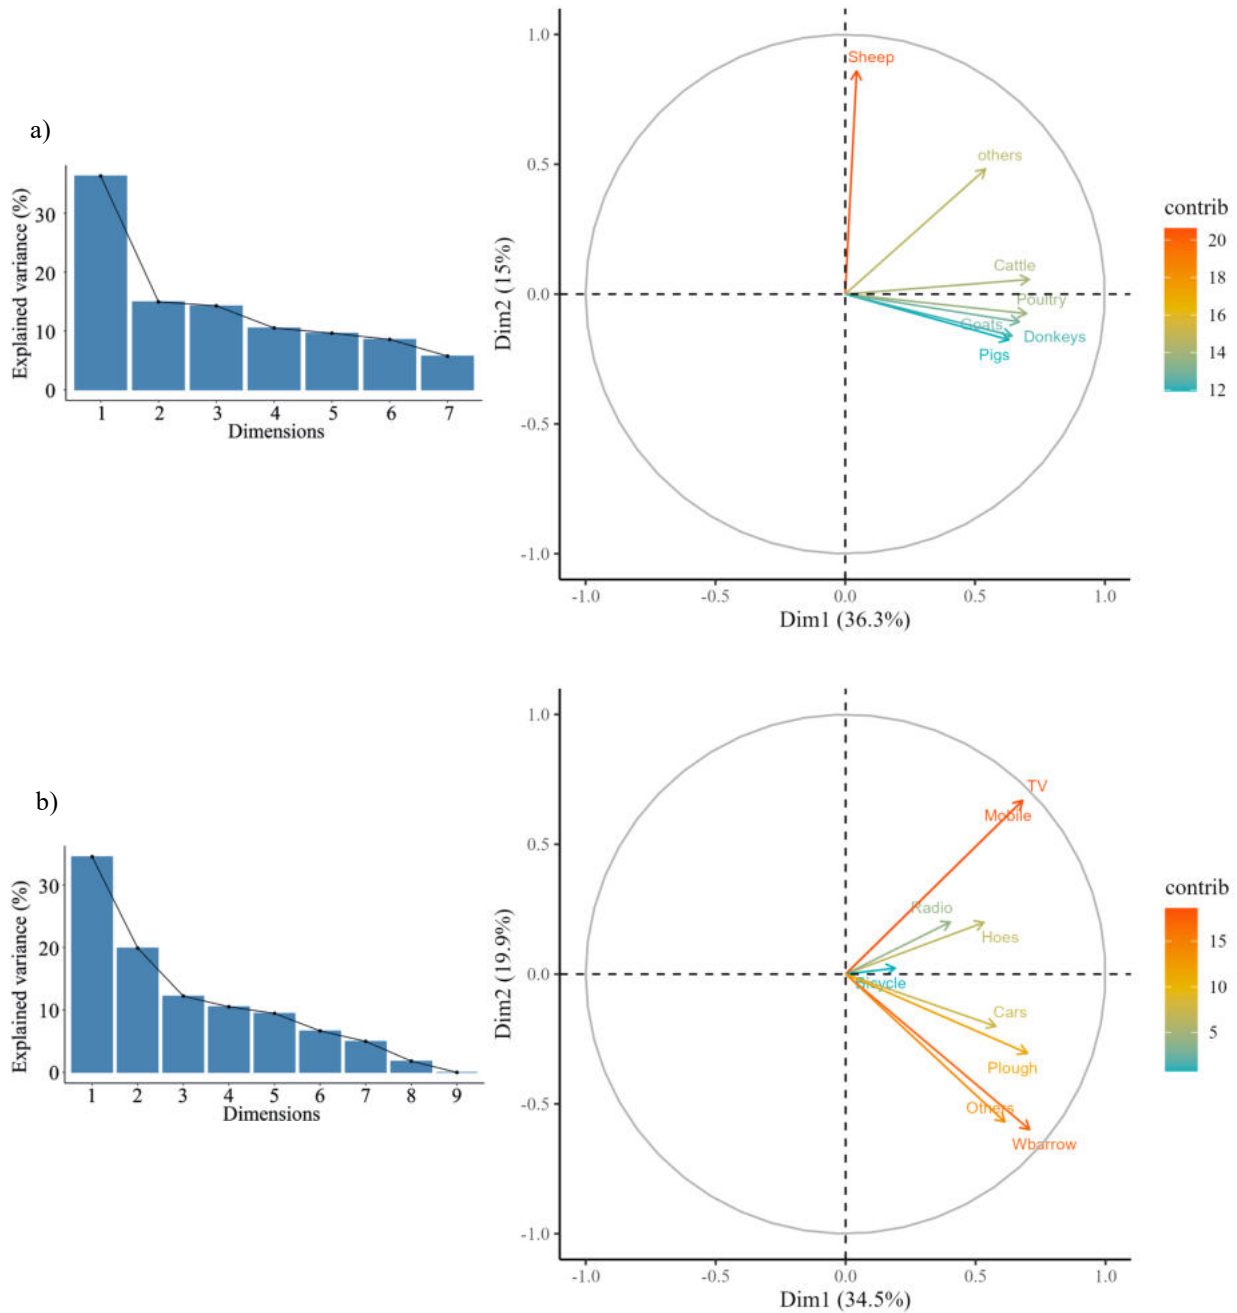 a)
Explained variance (%)
30
20
10
0
1 2 3 4 5 6 7
Dimensions
Dim2 (15%)
1.0
0.5
0.0
-0.5
-1.0
Sheep
others
Cattle
Poultry
Goats
Donkeys
Pigs
-1.0 -0.5 0.0 0.5 1.0
Dim1 (36.3%)
contrib
20
18
16
14
12
b)
Explained variance (%)
30
20
10
0
1 2 3 4 5 6 7 8 9
Dimensions
Dim2 (19.9%)
1.0
0.5
0.0
-0.5
-1.0
TV
Mobile
Radio
Hoes
Bicycle
Cars
Plough
Others
Wbarrow
-1.0 -0.5 0.0 0.5 1.0
Dim1 (34.5%)
contrib
15
10
5